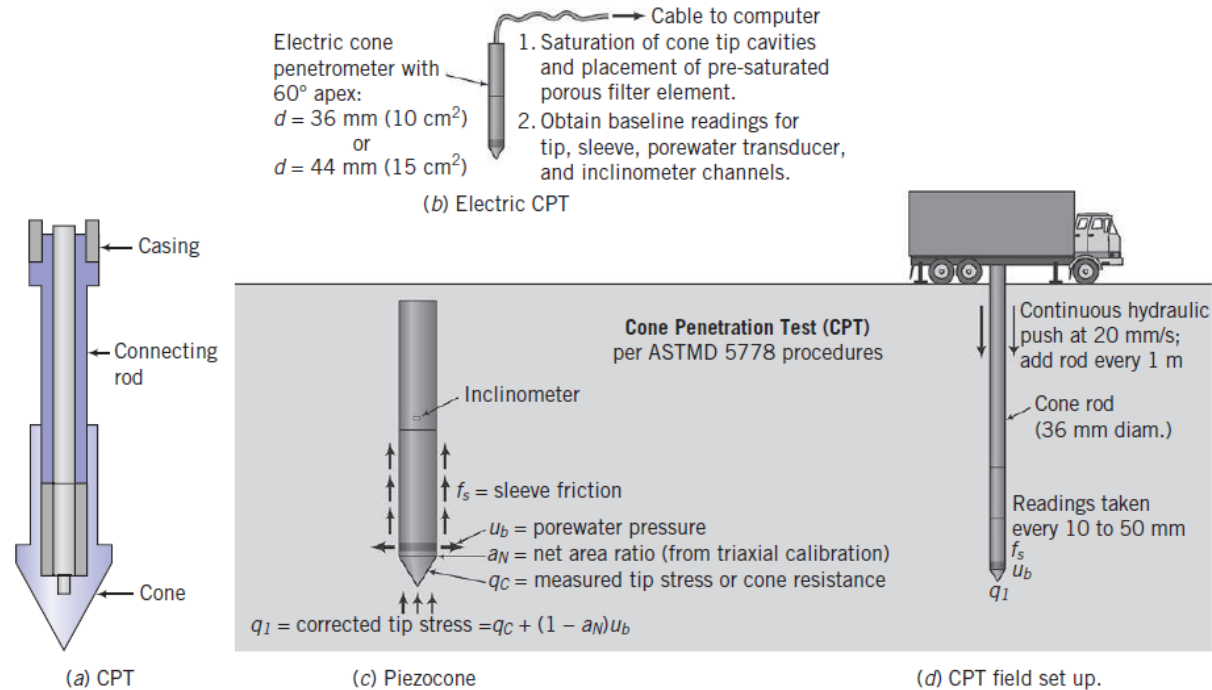 Cable to computer
Electric cone
penetrometer with
60° apex:
d = 36 mm (10 cm²)
or
d = 44 mm (15 cm²)
1. Saturation of cone tip cavities
and placement of pre-saturated
porous filter element.
2. Obtain baseline readings for
tip, sleeve, porewater transducer,
and inclinometer channels.
(b) Electric CPT
Casing
Connecting
rod
Cone
(a) CPT
Cone Penetration Test (CPT)
per ASTMD 5778 procedures
Inclinometer
fs = sleeve friction
ub = porewater pressure
aN = net area ratio (from triaxial calibration)
qC = measured tip stress or cone resistance
q1 = corrected tip stress =qC + (1 − aN)ub
(c) Piezocone
Continuous hydraulic
push at 20 mm/s;
add rod every 1 m
Cone rod
(36 mm diam.)
Readings taken
every 10 to 50 mm
fs
ub
q1
(d) CPT field set up.